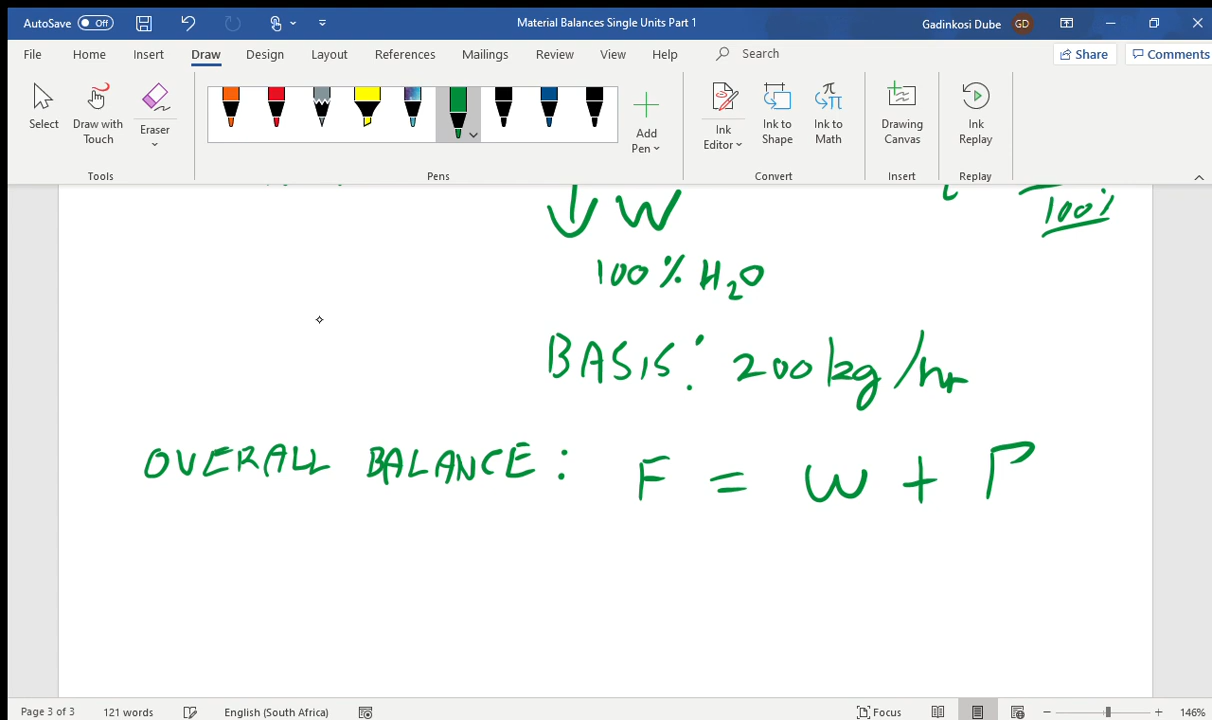 AutoSave Off Material Balances Single Units Part 1 Gadinkosi Dube GD
File Home Insert Draw Design Layout References Mailings Review View Help Search Share Comments
Select Draw with Touch Eraser Add Pen Ink Editor Ink to Shape Ink to Math Drawing Canvas Ink Replay
Tools Pens Convert Insert Replay
↓ W 100%
100% H₂O
BASIS: 200kg/hr
OVERALL BALANCE: F = W + P
Page 3 of 3 121 words English (South Africa) Focus 146%